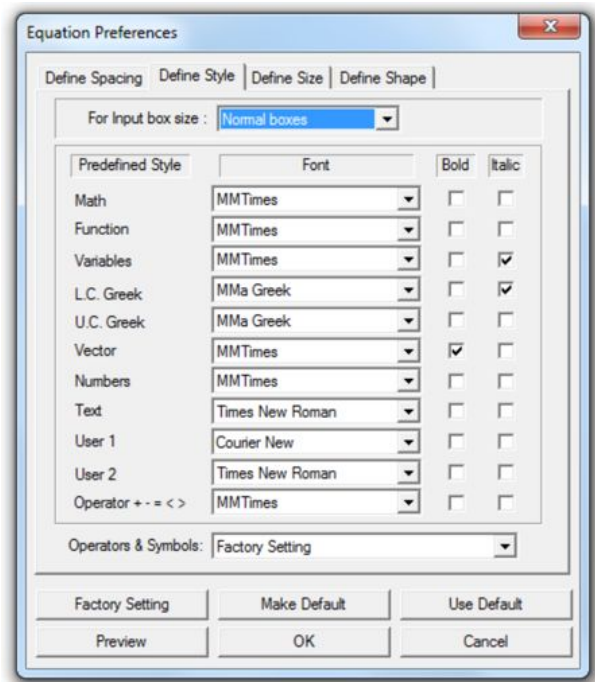 Equation Preferences
Define Spacing Define Style Define Size Define Shape
For Input box size : Normal boxes
Predefined Style Font Bold Italic
Math MMTimes
Function MMTimes
Variables MMTimes
L.C. Greek MMa Greek
U.C. Greek MMa Greek
Vector MMTimes
Numbers MMTimes
Text Times New Roman
User 1 Courier New
User 2 Times New Roman
Operator + - = < > MMTimes
Operators & Symbols: Factory Setting
Factory Setting Make Default Use Default
Preview OK Cancel